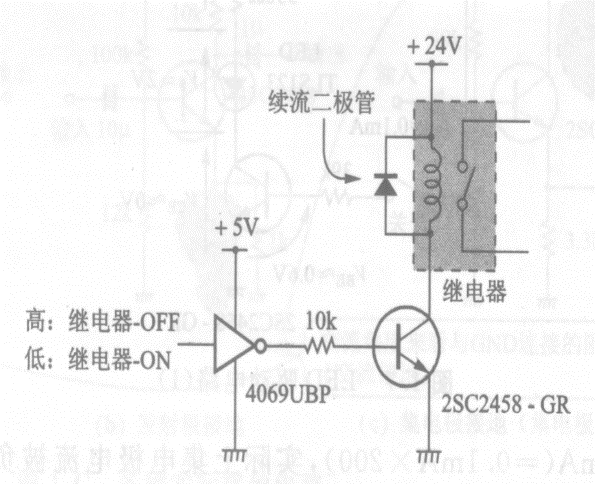 +24V
续流二极管
+5V
继电器
高：继电器-OFF
10k
低：继电器-ON
4069UBP
2SC2458-GR